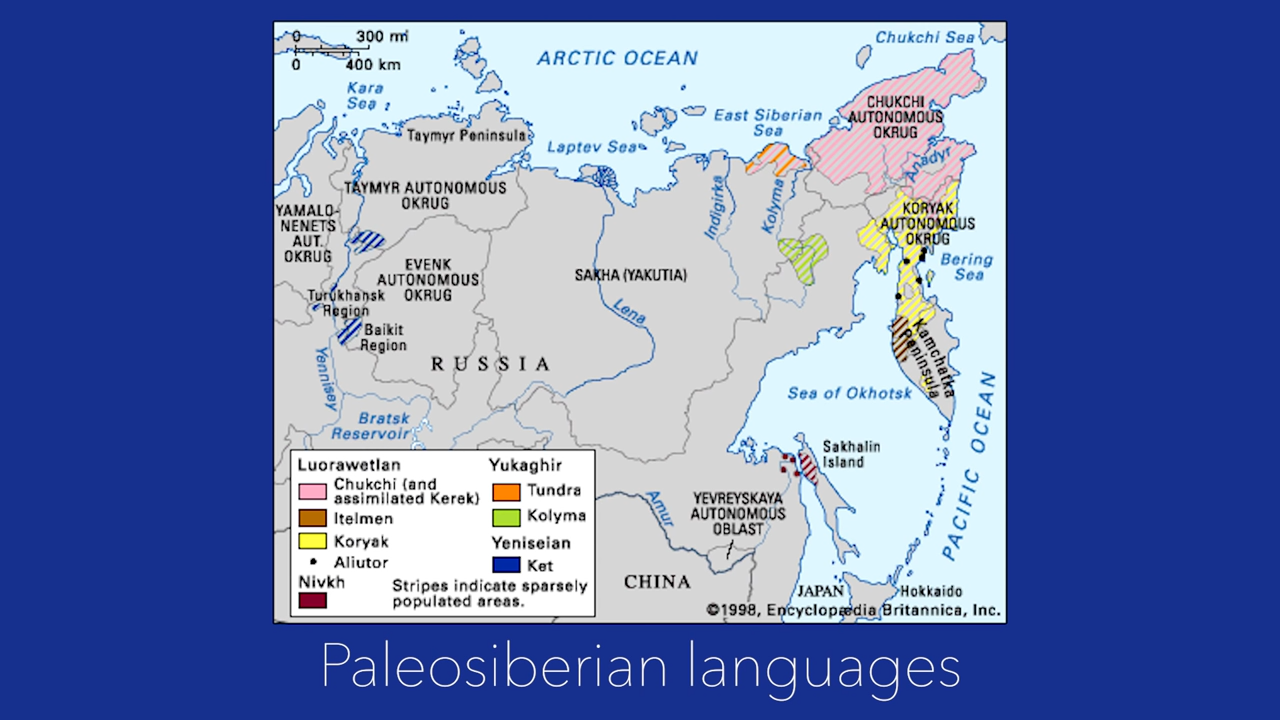 0 300 mi
0 400 km
ARCTIC OCEAN
Chukchi Sea
Kara
Sea
Taymyr Peninsula
Laptev Sea
East Siberian
Sea
CHUKCHI
AUTONOMOUS
OKRUG
Anadyr
TAYMYR AUTONOMOUS
OKRUG
YAMALO-
NENETS
AUT.
OKRUG
Indigirka
Kolyma
KORYAK
AUTONOMOUS
OKRUG
EVENK
AUTONOMOUS
OKRUG
SAKHA (YAKUTIA)
Bering
Sea
Turukhansk
Region
Lena
Baikit
Region
RUSSIA
Kamchatka
Peninsula
Yennisey
Sea of Okhotsk
Bratsk
Reservoir
PACIFIC OCEAN
Sakhalin
Island
Luorawetlan
Chukchi (and
assimilated Kerek)
Itelmen
Koryak
Aliutor
Nivkh
Yukaghir
Tundra
Kolyma
Yeniseian
Ket
Stripes indicate sparsely
populated areas.
Amur
YEVREYSKAYA
AUTONOMOUS
OBLAST
CHINA
JAPAN
Hokkaido
©1998, Encyclopædia Britannica, Inc.
Paleosiberian languages